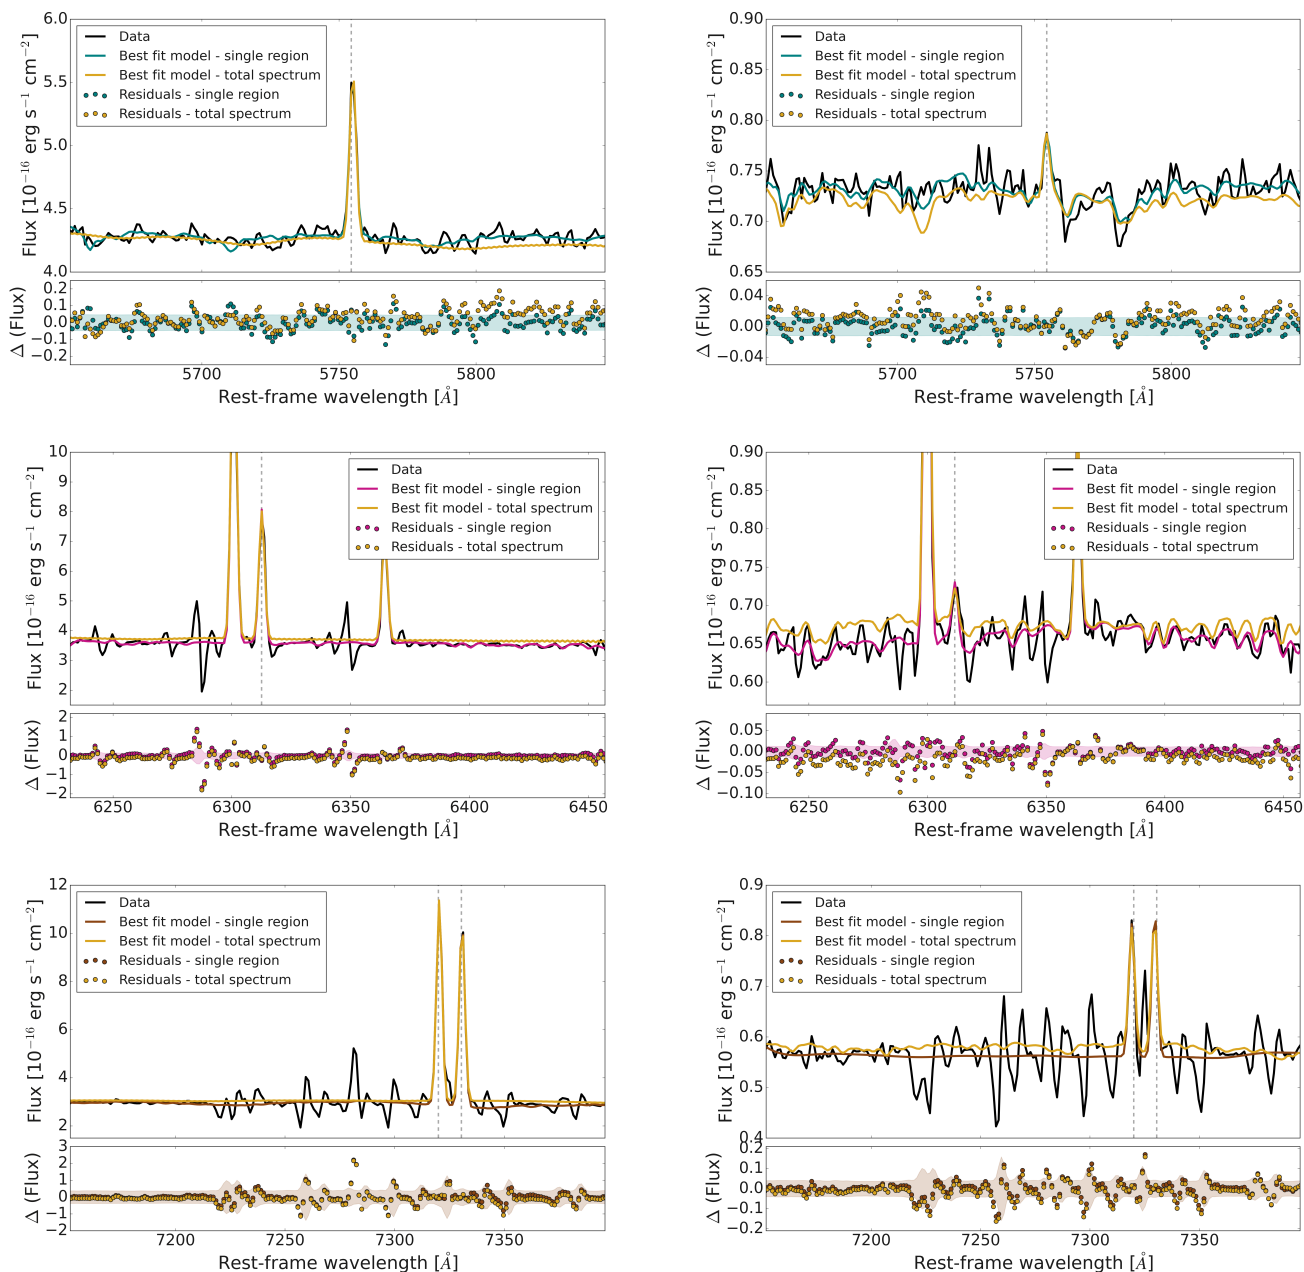 Flux [10⁻¹⁶ erg s⁻¹ cm⁻²]
6.0
5.5
5.0
4.5
4.0
Data
Best fit model - single region
Best fit model - total spectrum
Residuals - single region
Residuals - total spectrum
Δ (Flux)
0.2
0.1
0.0
−0.1
−0.2
5700 5750 5800
Rest-frame wavelength [Å]
Flux [10⁻¹⁶ erg s⁻¹ cm⁻²]
0.90
0.85
0.80
0.75
0.70
0.65
Data
Best fit model - single region
Best fit model - total spectrum
Residuals - single region
Residuals - total spectrum
Δ (Flux)
0.04
0.00
−0.04
5700 5750 5800
Rest-frame wavelength [Å]
Flux [10⁻¹⁶ erg s⁻¹ cm⁻²]
10
9
8
7
6
5
4
3
2
Data
Best fit model - single region
Best fit model - total spectrum
Residuals - single region
Residuals - total spectrum
Δ (Flux)
2
1
0
−1
−2
6250 6300 6350 6400 6450
Rest-frame wavelength [Å]
Flux [10⁻¹⁶ erg s⁻¹ cm⁻²]
0.90
0.85
0.80
0.75
0.70
0.65
0.60
Data
Best fit model - single region
Best fit model - total spectrum
Residuals - single region
Residuals - total spectrum
Δ (Flux)
0.05
0.00
−0.05
−0.10
6250 6300 6350 6400 6450
Rest-frame wavelength [Å]
Flux [10⁻¹⁶ erg s⁻¹ cm⁻²]
12
10
8
6
4
2
Data
Best fit model - single region
Best fit model - total spectrum
Residuals - single region
Residuals - total spectrum
Δ (Flux)
3
2
1
0
−1
−2
7200 7250 7300 7350
Rest-frame wavelength [Å]
Flux [10⁻¹⁶ erg s⁻¹ cm⁻²]
0.9
0.8
0.7
0.6
0.5
0.4
Data
Best fit model - single region
Best fit model - total spectrum
Residuals - single region
Residuals - total spectrum
Δ (Flux)
0.2
0.1
0.0
−0.1
−0.2
7200 7250 7300 7350
Rest-frame wavelength [Å]